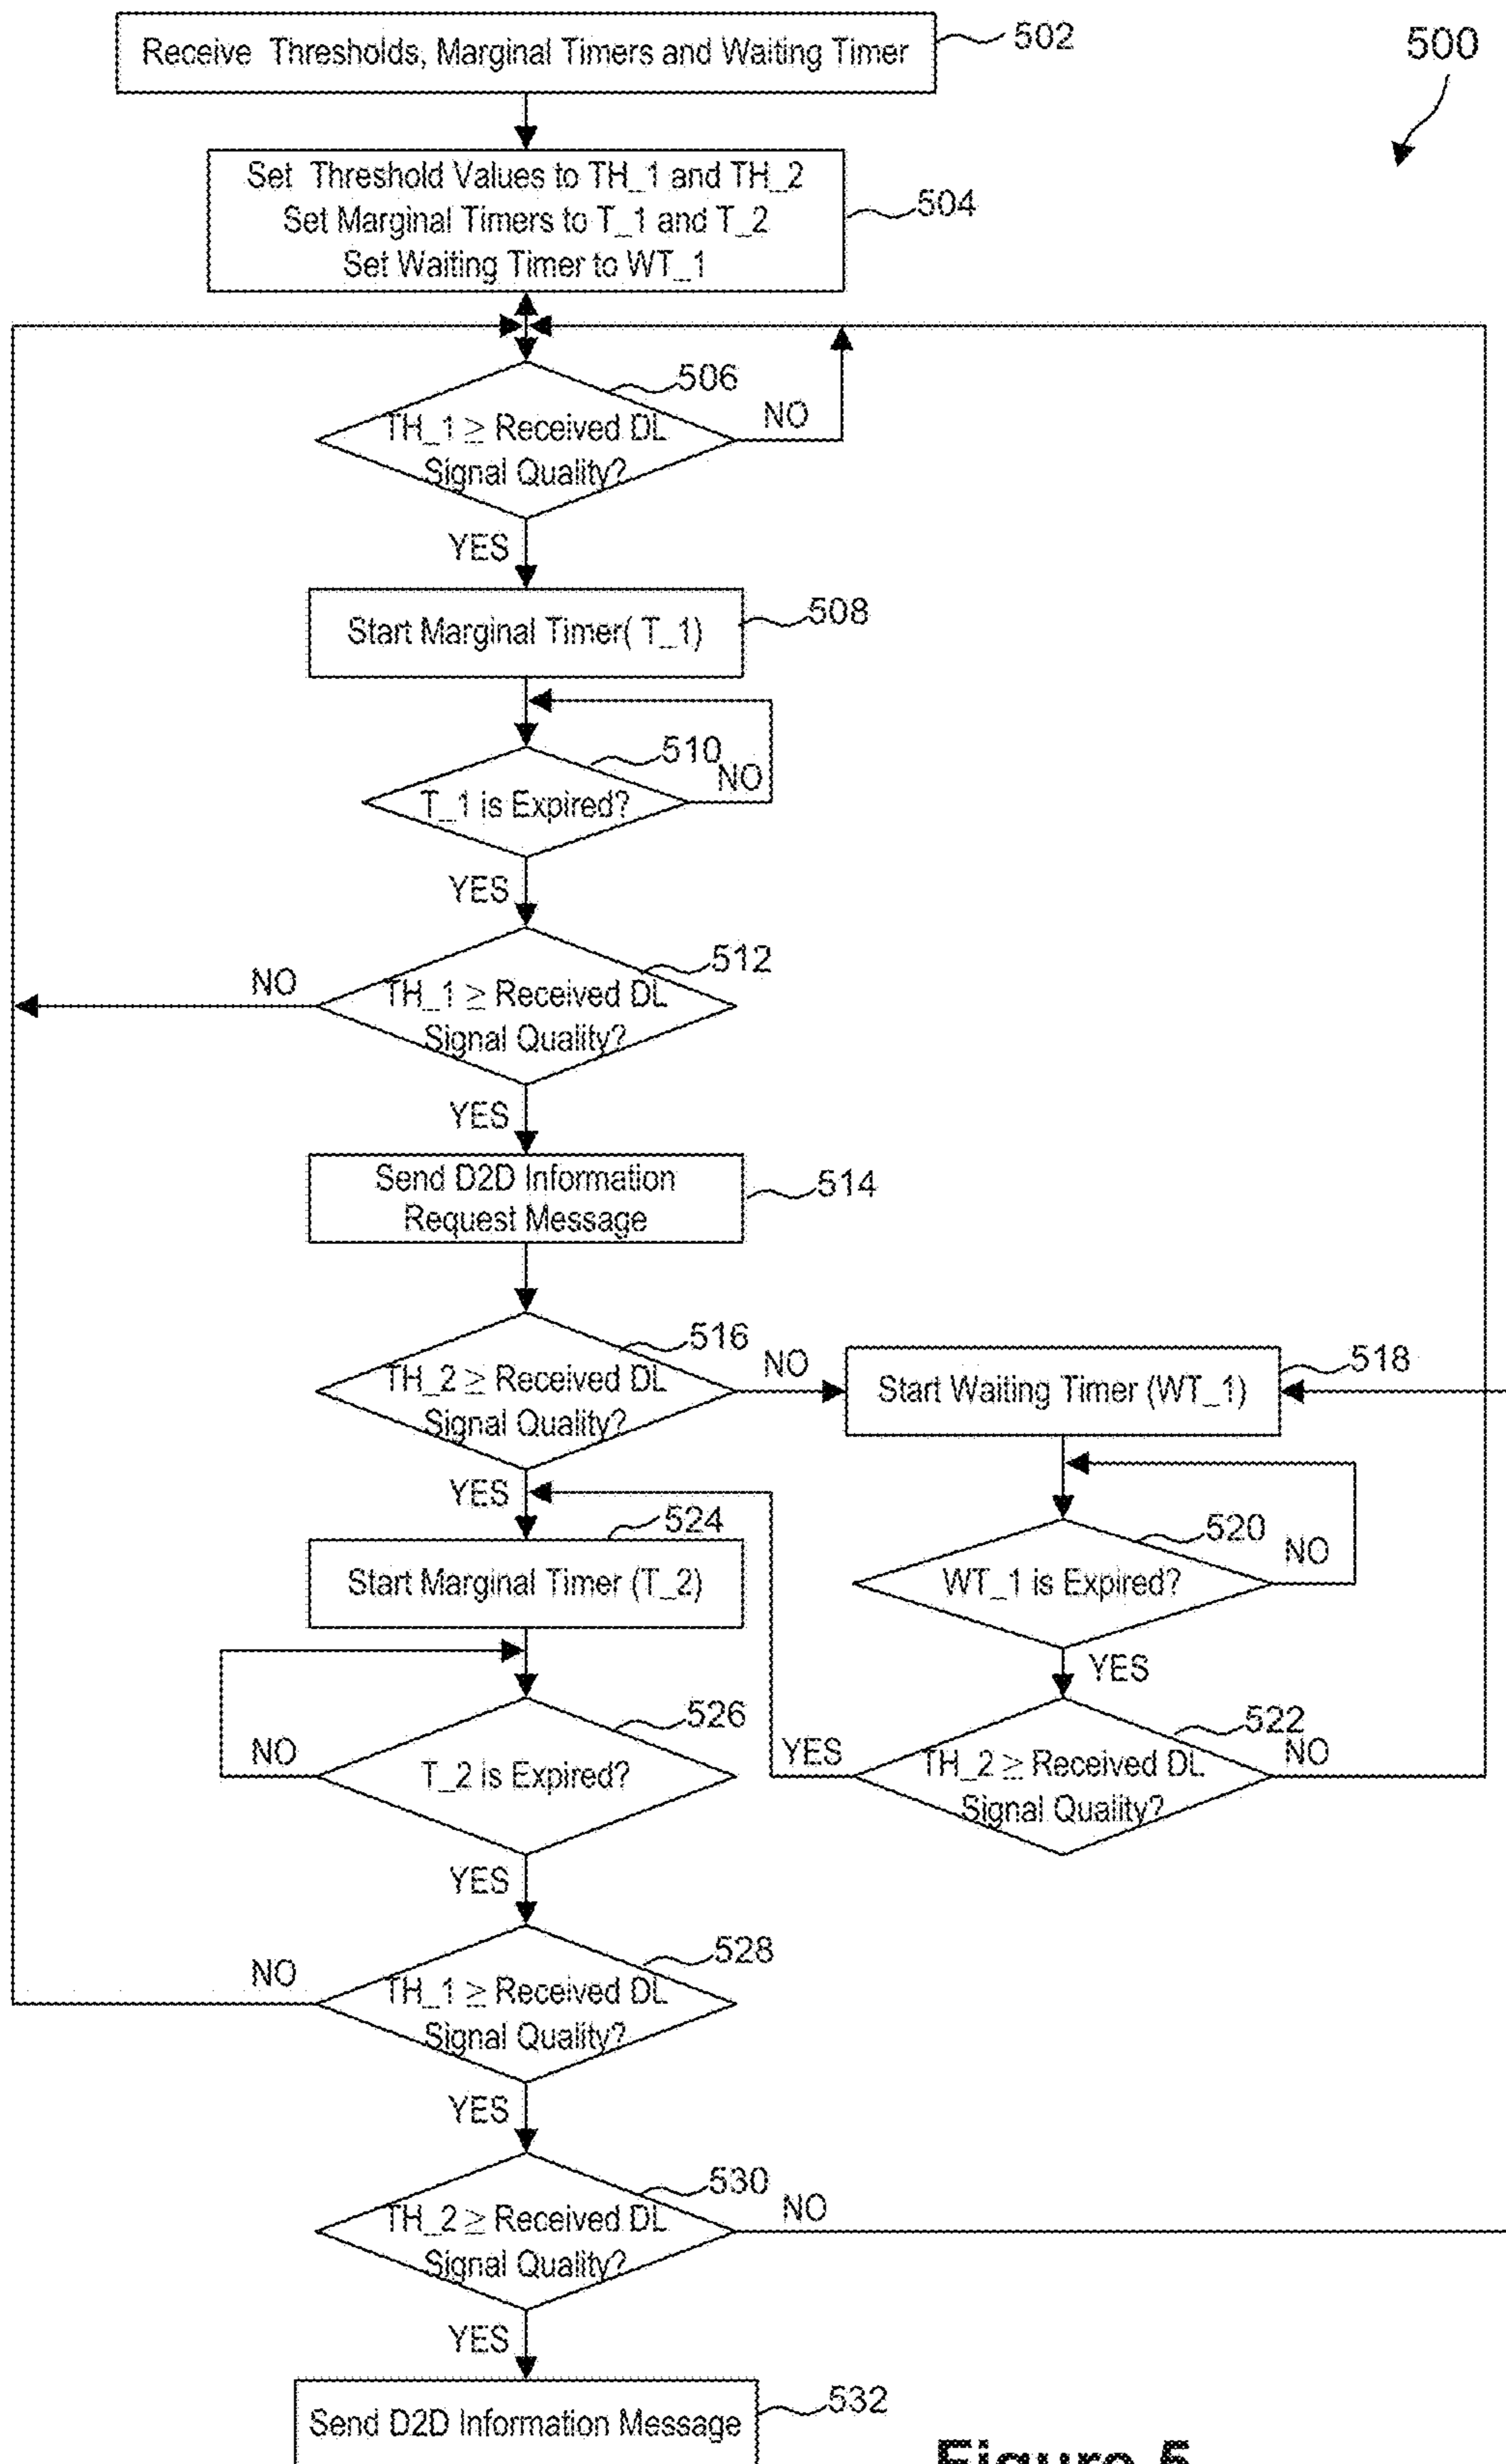 Receive Thresholds, Marginal Timers and Waiting Timer
502
500
Set Threshold Values to TH_1 and TH_2
Set Marginal Timers to T_1 and T_2
Set Waiting Timer to WT_1
504
506
TH_1 ≥ Received DL
Signal Quality?
NO
YES
Start Marginal Timer( T_1)
508
510
NO
T_1 is Expired?
YES
512
NO
TH_1 ≥ Received DL
Signal Quality?
YES
Send D2D Information
Request Message
514
516
TH_2 ≥ Received DL
Signal Quality?
NO
Start Waiting Timer (WT_1)
518
YES
524
Start Marginal Timer (T_2)
520
NO
WT_1 is Expired?
YES
526
NO
T_2 is Expired?
522
YES
NO
TH_2 ≥ Received DL
Signal Quality?
YES
528
NO
TH_1 ≥ Received DL
Signal Quality?
YES
530
NO
TH_2 ≥ Received DL
Signal Quality?
YES
Send D2D Information Message
532
Figure 5